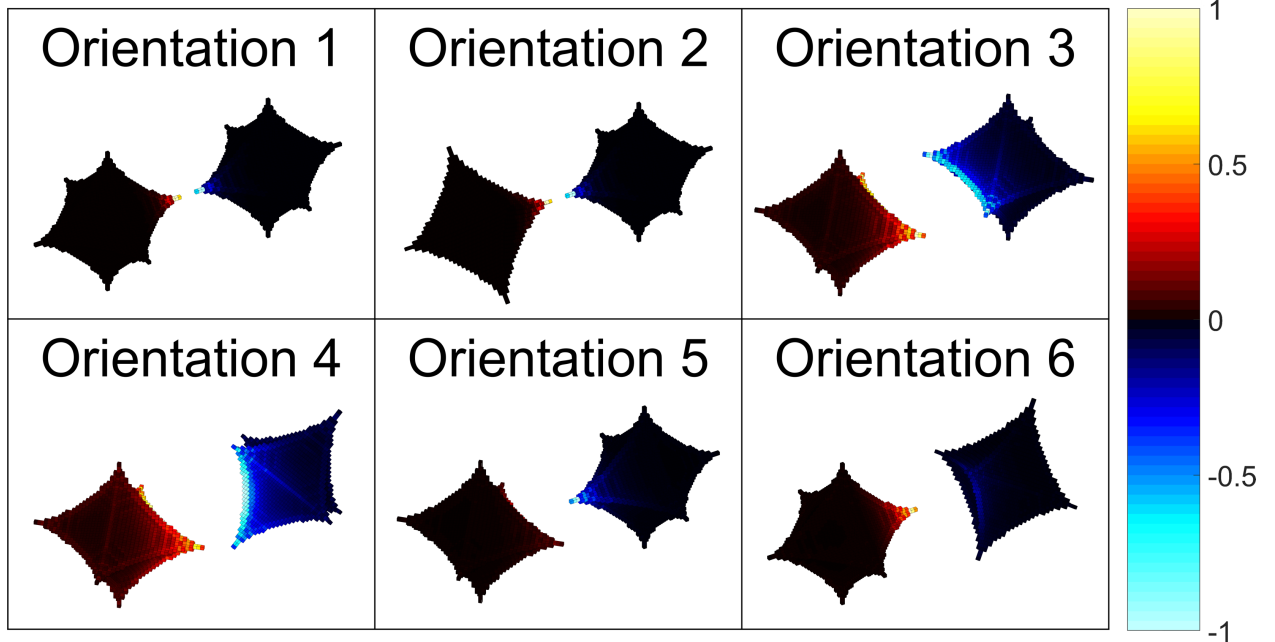 Orientation 1
Orientation 2
Orientation 3
Orientation 4
Orientation 5
Orientation 6
1
0.5
0
-0.5
-1